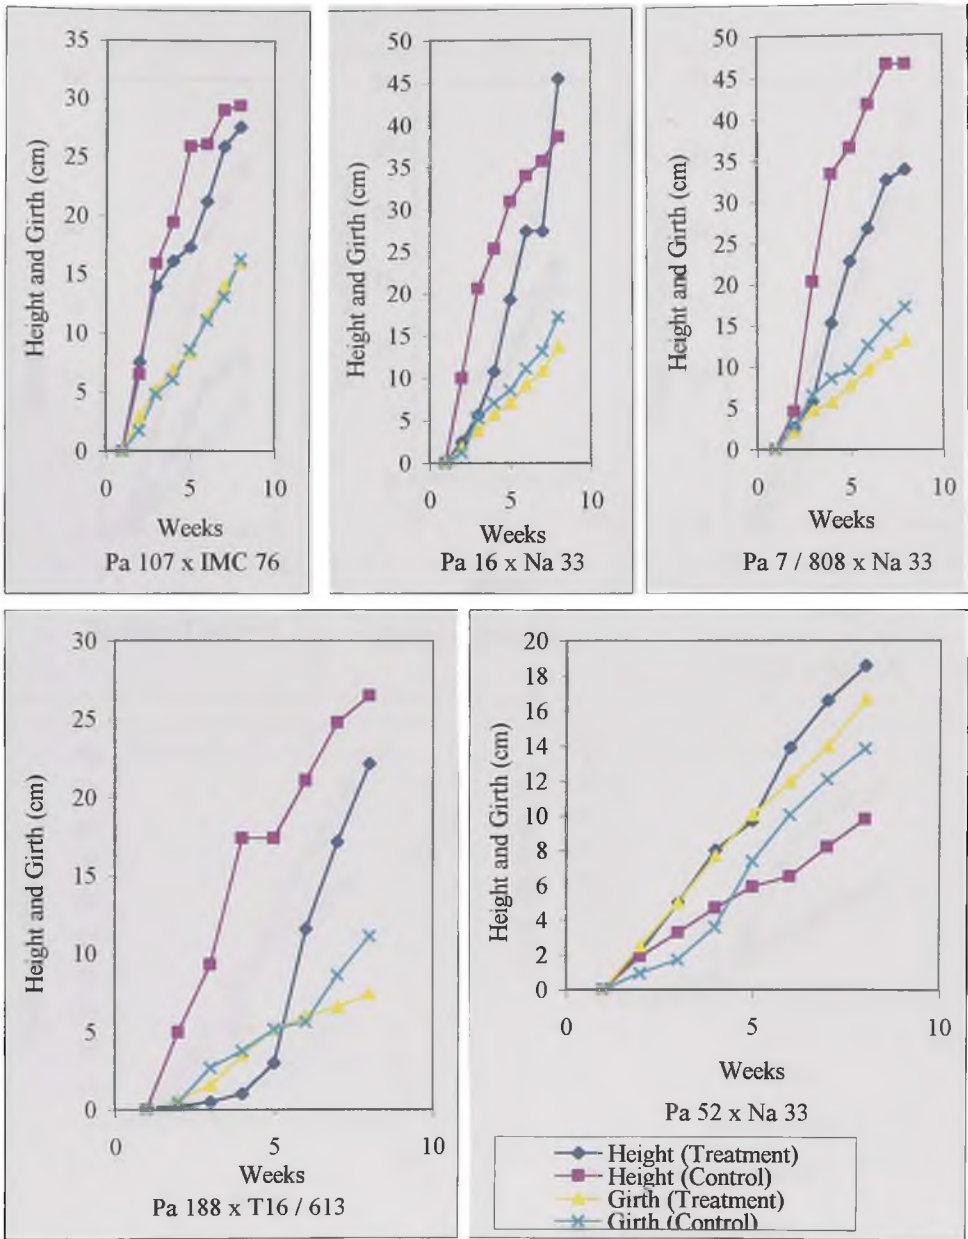 35
30
25
20
15
10
5
0
Height and Girth (cm)
0 5 10
Weeks
Pa 107 x IMC 76
50
45
40
35
30
25
20
15
10
5
0
Height and Girth (cm)
0 5 10
Weeks
Pa 16 x Na 33
50
45
40
35
30
25
20
15
10
5
0
Height and Girth (cm)
0 5 10
Weeks
Pa 7 / 808 x Na 33
30
25
20
15
10
5
0
Height and Girth (cm)
0 5 10
Weeks
Pa 188 x T16 / 613
20
18
16
14
12
10
8
6
4
2
0
Height and Girth (cm)
0 5 10
Weeks
Pa 52 x Na 33
Height (Treatment)
Height (Control)
Girth (Treatment)
Girth (Control)